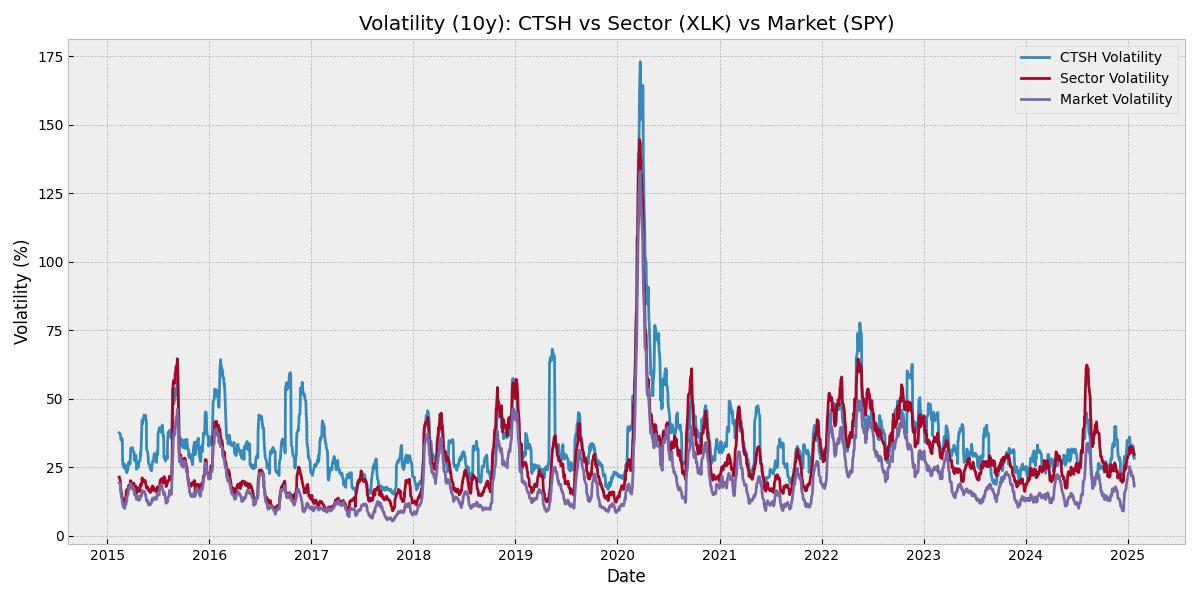 Volatility (10y): CTSH vs Sector (XLK) vs Market (SPY)
175
150
125
100
75
50
25
0
Volatility (%)
CTSH Volatility
Sector Volatility
Market Volatility
2015 2016 2017 2018 2019 2020 2021 2022 2023 2024 2025
Date